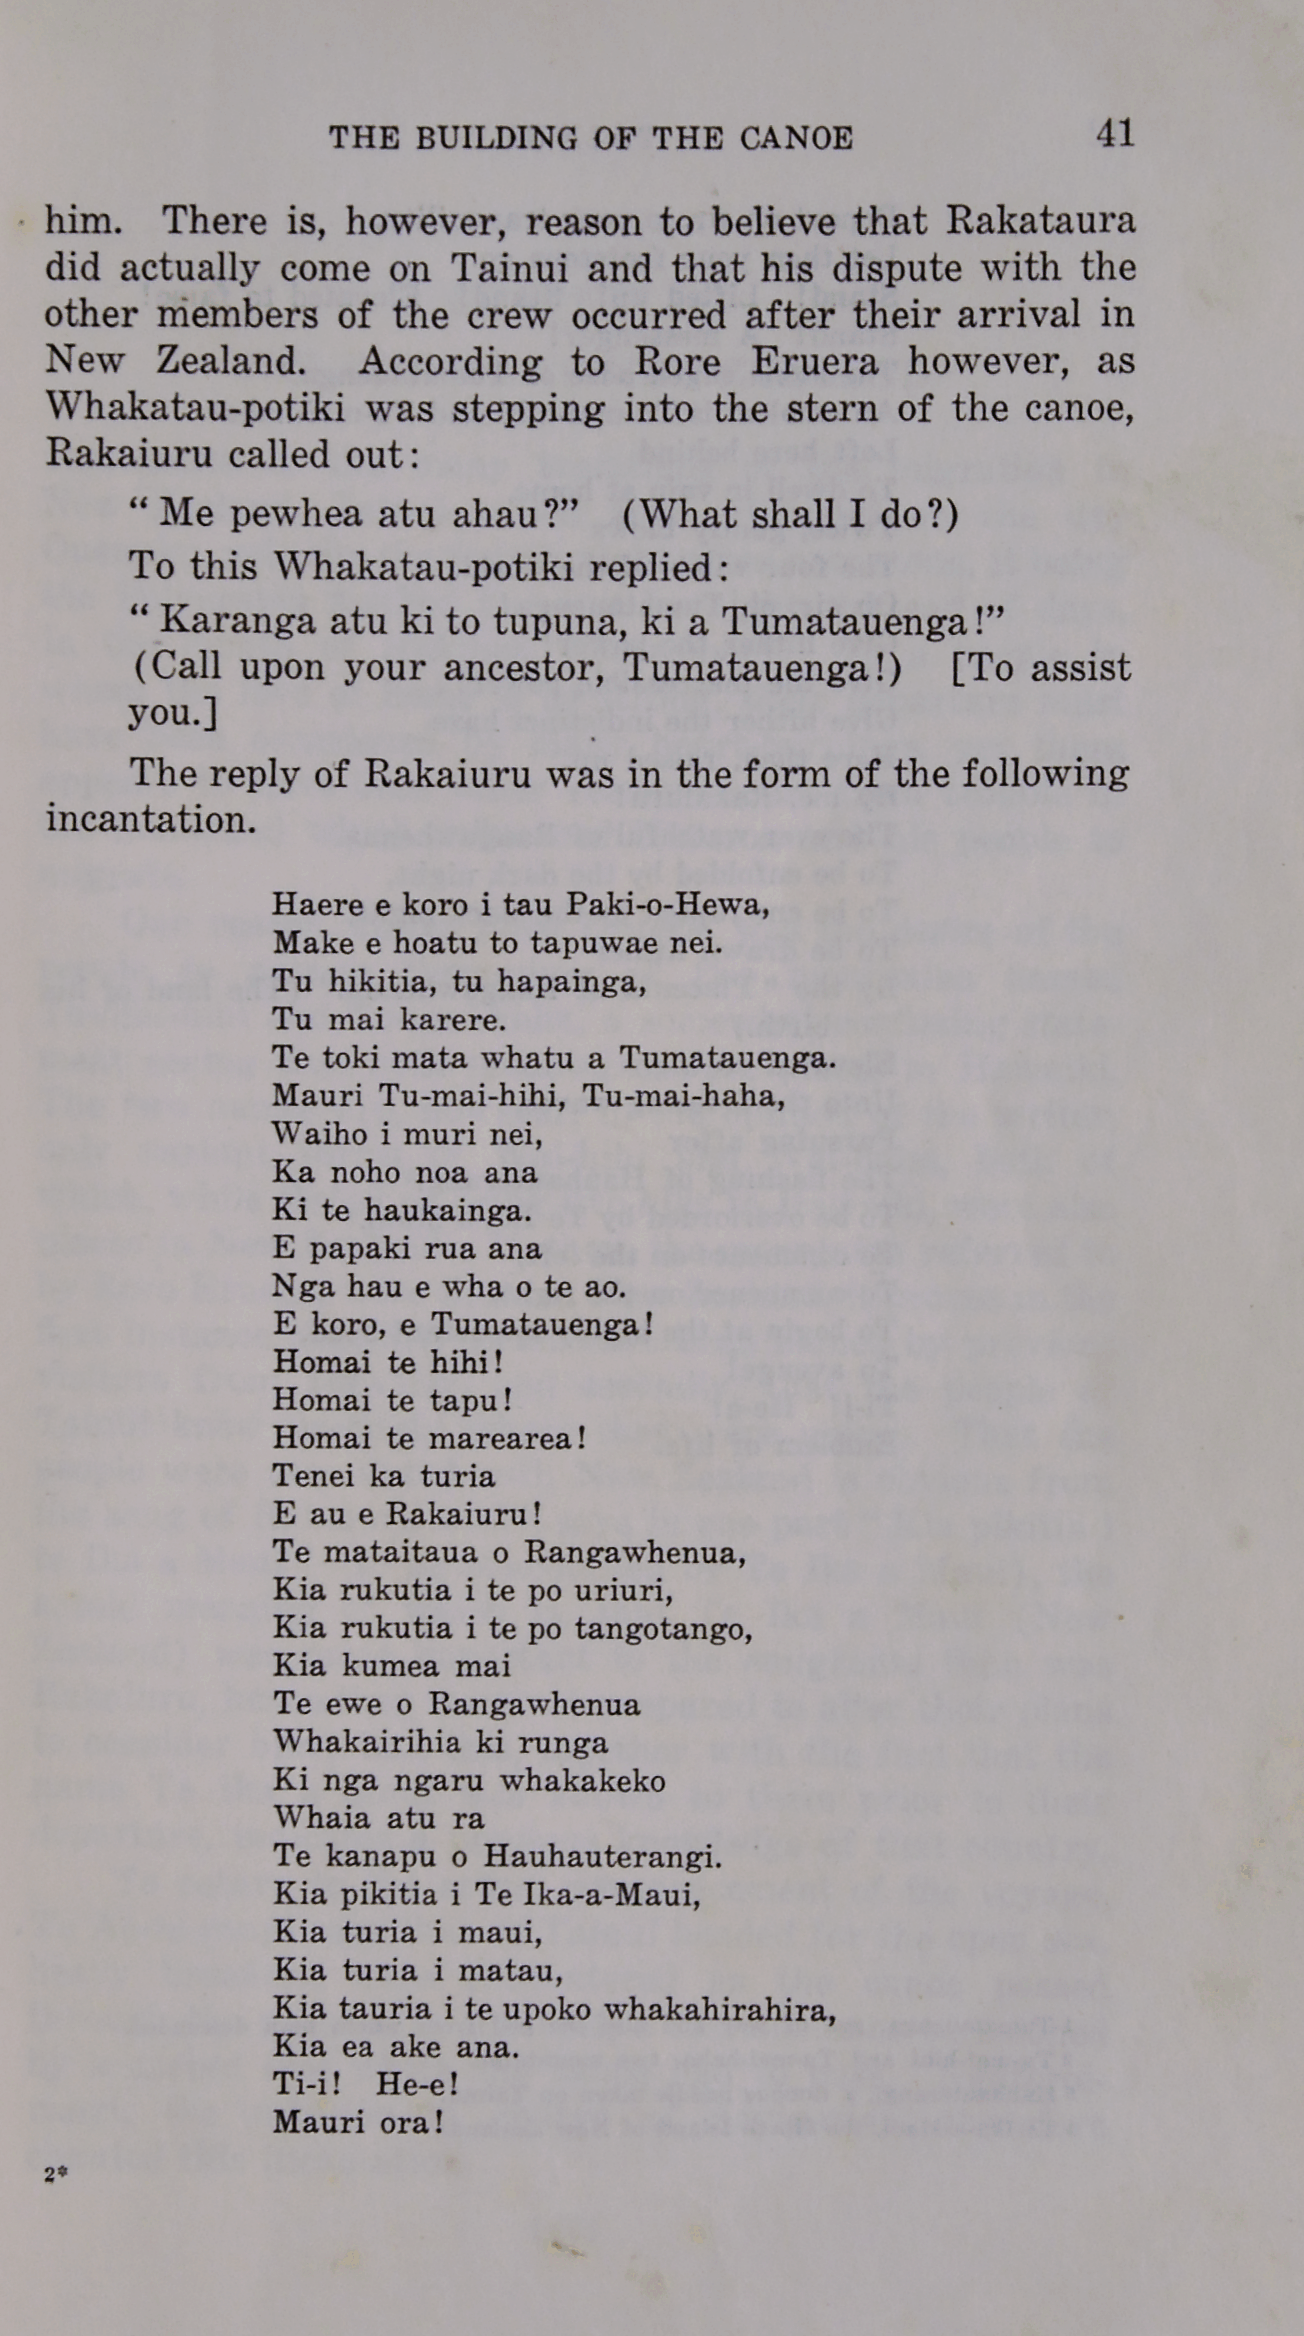 THE BUILDING OF THE CANOE 41
him. There is, however, reason to believe that Rakataura
did actually come on Tainui and that his dispute with the
other members of the crew occurred after their arrival in
New Zealand. According to Rore Eruera however, as
Whakatau-potiki was stepping into the stern of the canoe,
Rakaiuru called out:
“ Me pewhea atu ahau?” (What shall I do?)
To this Whakatau-potiki replied:
“ Karanga atu ki to tupuna, ki a Tumatauenga!”
(Call upon your ancestor, Tumatauenga!) [To assist
you.]
The reply of Rakaiuru was in the form of the following
incantation.
Haere e koro i tau Paki-o-Hewa,
Make e hoatu to tapuwae nei.
Tu hikitia, tu hapainga,
Tu mai karere.
Te toki mata whatu a Tumatauenga.
Mauri Tu-mai-hihi, Tu-mai-haha,
Waiho i muri nei,
Ka noho noa ana
Ki te haukainga.
E papaki rua ana
Nga hau e wha o te ao.
E koro, e Tumatauenga!
Homai te hihi!
Homai te tapu!
Homai te marearea!
Tenei ka turia
E au e Rakaiuru!
Te mataitaua o Rangawhenua,
Kia rukutia i te po uriuri,
Kia rukutia i te po tangotango,
Kia kumea mai
Te ewe o Rangawhenua
Whakairihia ki runga
Ki nga ngaru whakakeko
Whaia atu ra
Te kanapu o Hauhauterangi.
Kia pikitia i Te Ika-a-Maui,
Kia turia i maui,
Kia turia i matau,
Kia tauria i te upoko whakahirahira,
Kia ea ake ana.
Ti-i! He-e!
Mauri ora!
2*